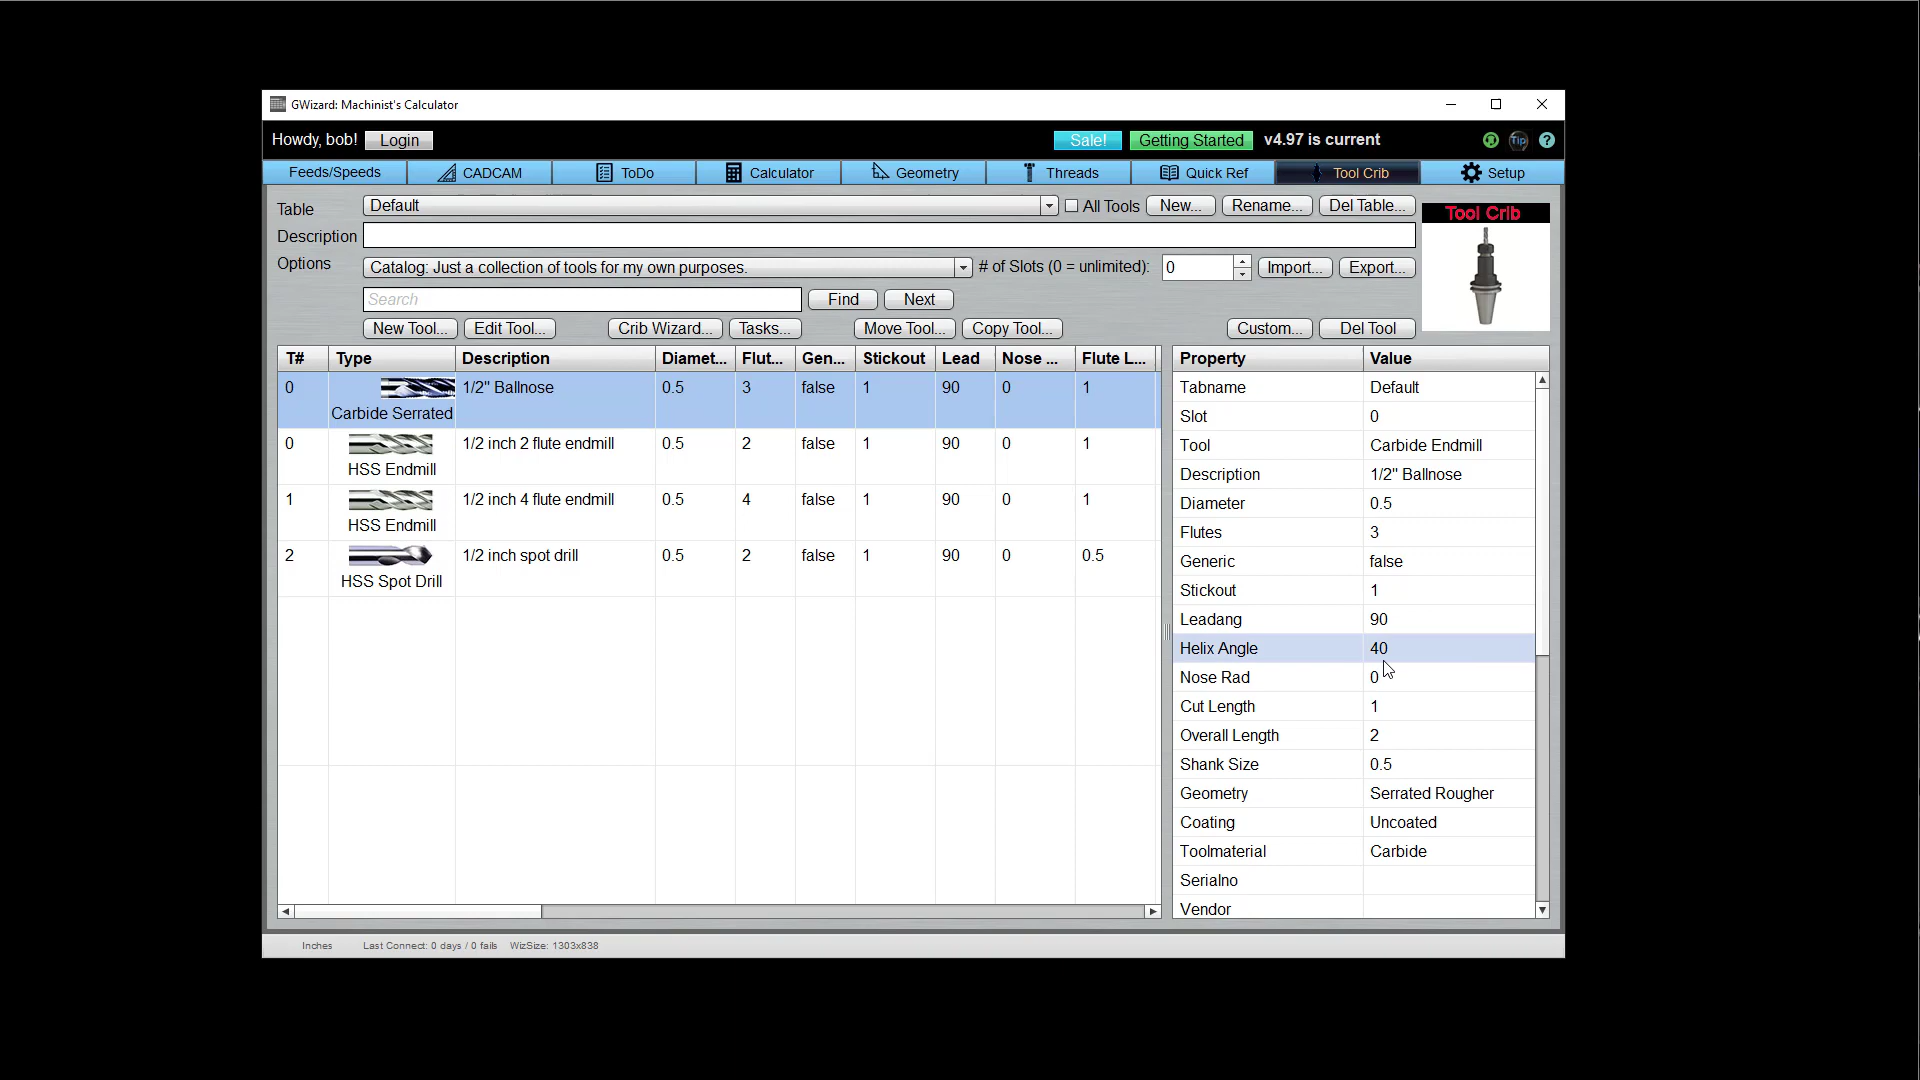 GWizard: Machinist's Calculator
Howdy, bob! Login Sale! Getting Started v4.97 is current Tip ?
Feeds/Speeds CADCAM ToDo Calculator Geometry Threads Quick Ref Tool Crib Setup
Table Default All Tools New... Rename... Del Table...
Tool Crib
Description
Options Catalog: Just a collection of tools for my own purposes. # of Slots (0 = unlimited): 0 Import... Export...
Search Find Next
New Tool... Edit Tool... Crib Wizard... Tasks... Move Tool... Copy Tool... Custom... Del Tool
T# Type Description Diamet... Flut... Gen... Stickout Lead Nose ... Flute L...
0 1/2" Ballnose 0.5 3 false 1 90 0 1
Carbide Serrated
0 1/2 inch 2 flute endmill 0.5 2 false 1 90 0 1
HSS Endmill
1 1/2 inch 4 flute endmill 0.5 4 false 1 90 0 1
HSS Endmill
2 1/2 inch spot drill 0.5 2 false 1 90 0 0.5
HSS Spot Drill
Property Value
Tabname Default
Slot 0
Tool Carbide Endmill
Description 1/2" Ballnose
Diameter 0.5
Flutes 3
Generic false
Stickout 1
Leadang 90
Helix Angle 40
Nose Rad 0
Cut Length 1
Overall Length 2
Shank Size 0.5
Geometry Serrated Rougher
Coating Uncoated
Toolmaterial Carbide
Serialno
Vendor
Inches Last Connect: 0 days / 0 fails WizSize: 1303x838